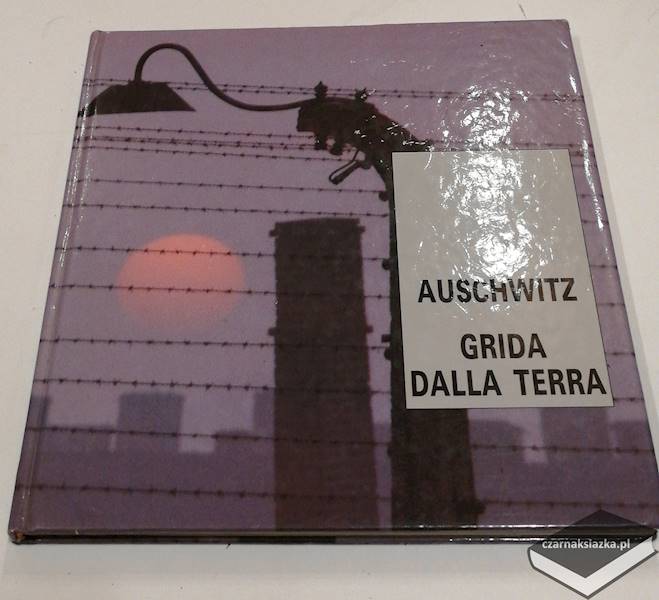 AUSCHWITZ
GRIDA
DALLA TERRA
czarnaksiazka.pl